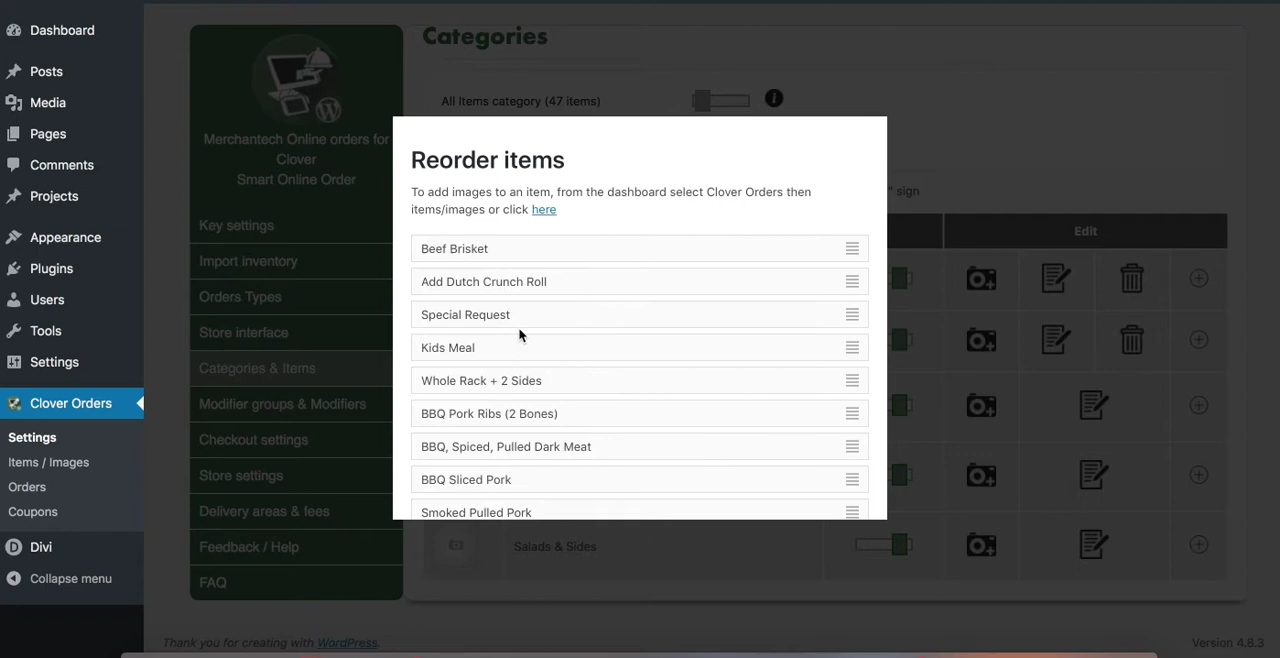 Dashboard
Posts
Media
Pages
Comments
Projects
Appearance
Plugins
Users
Tools
Settings
Clover Orders
Settings
Items / Images
Orders
Coupons
Divi
Collapse menu
Merchantech Online orders for
Clover
Smart Online Order
Key settings
Import inventory
Orders Types
Store interface
Categories & Items
Modifier groups & Modifiers
Checkout settings
Store settings
Delivery areas & fees
Feedback / Help
FAQ
Categories
All Items category (47 items)
" sign
Edit
Reorder items
To add images to an item, from the dashboard select Clover Orders then
items/images or click here
Beef Brisket
Add Dutch Crunch Roll
Special Request
Kids Meal
Whole Rack + 2 Sides
BBQ Pork Ribs (2 Bones)
BBQ, Spiced, Pulled Dark Meat
BBQ Sliced Pork
Smoked Pulled Pork
Salads & Sides
Thank you for creating with WordPress.
Version 4.8.3